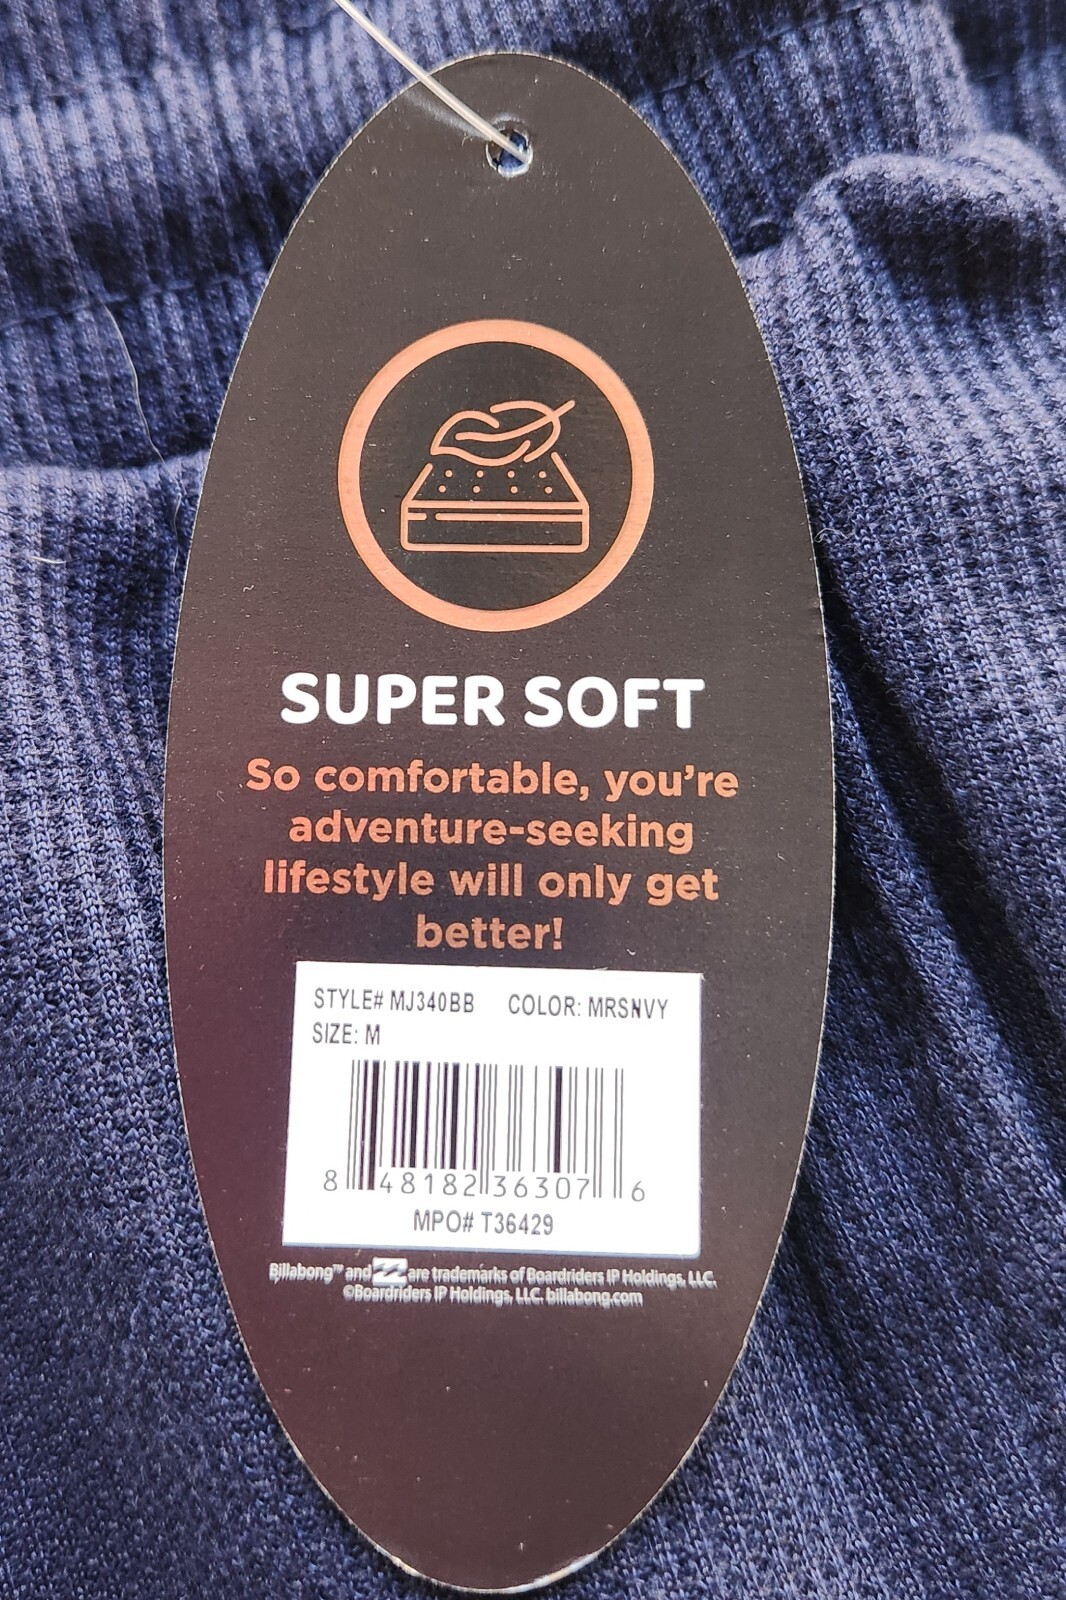 SUPER SOFT
So comfortable, you're
adventure-seeking
lifestyle will only get
better!
STYLE# MJ340BB COLOR: MRSNVY
SIZE: M
8 48182 36307 6
MPO# T36429
Billabong™ and are trademarks of Boardriders IP Holdings, LLC.
©Boardriders IP Holdings, LLC. billabong.com